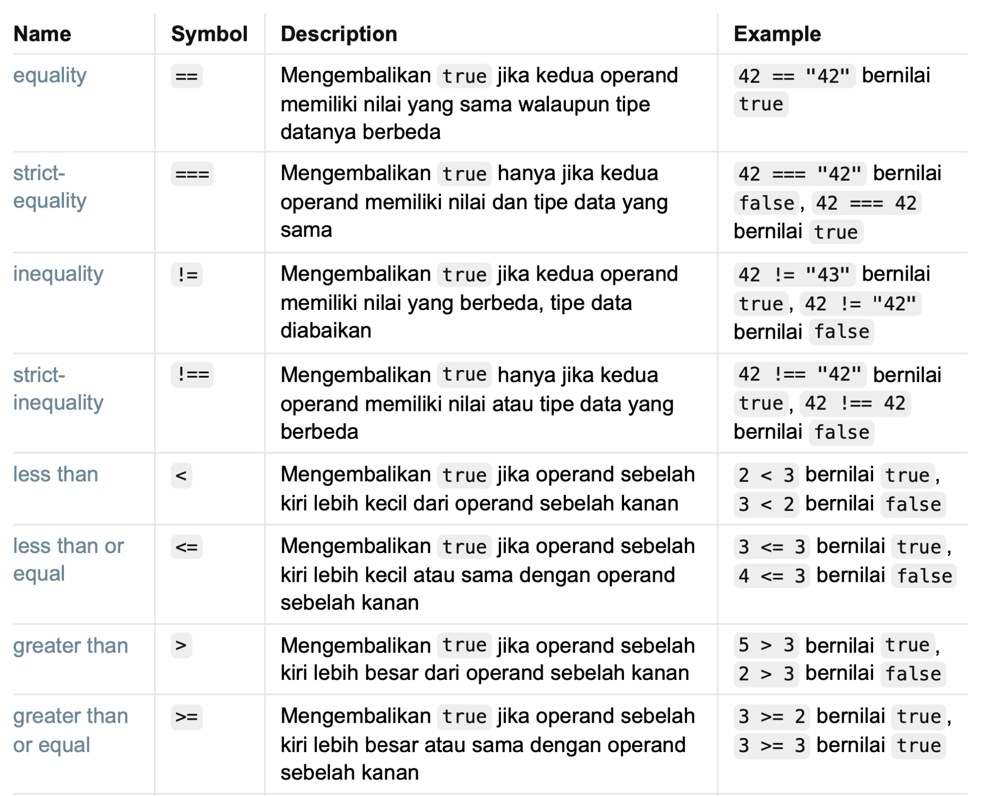 Name Symbol Description Example
equality == Mengembalikan true jika kedua operand 42 == "42" bernilai
memiliki nilai yang sama walaupun tipe true
datanya berbeda
strict- === Mengembalikan true hanya jika kedua 42 === "42" bernilai
equality operand memiliki nilai dan tipe data yang false, 42 === 42
sama bernilai true
inequality != Mengembalikan true jika kedua operand 42 != "43" bernilai
memiliki nilai yang berbeda, tipe data true, 42 != "42"
diabaikan bernilai false
strict- !== Mengembalikan true hanya jika kedua 42 !== "42" bernilai
inequality operand memiliki nilai atau tipe data yang true, 42 !== 42
berbeda bernilai false
less than < Mengembalikan true jika operand sebelah 2 < 3 bernilai true,
kiri lebih kecil dari operand sebelah kanan 3 < 2 bernilai false
less than or <= Mengembalikan true jika operand sebelah 3 <= 3 bernilai true,
equal kiri lebih kecil atau sama dengan operand 4 <= 3 bernilai false
sebelah kanan
greater than > Mengembalikan true jika operand sebelah 5 > 3 bernilai true,
kiri lebih besar dari operand sebelah kanan 2 > 3 bernilai false
greater than >= Mengembalikan true jika operand sebelah 3 >= 2 bernilai true,
or equal kiri lebih besar atau sama dengan operand 3 >= 3 bernilai true
sebelah kanan